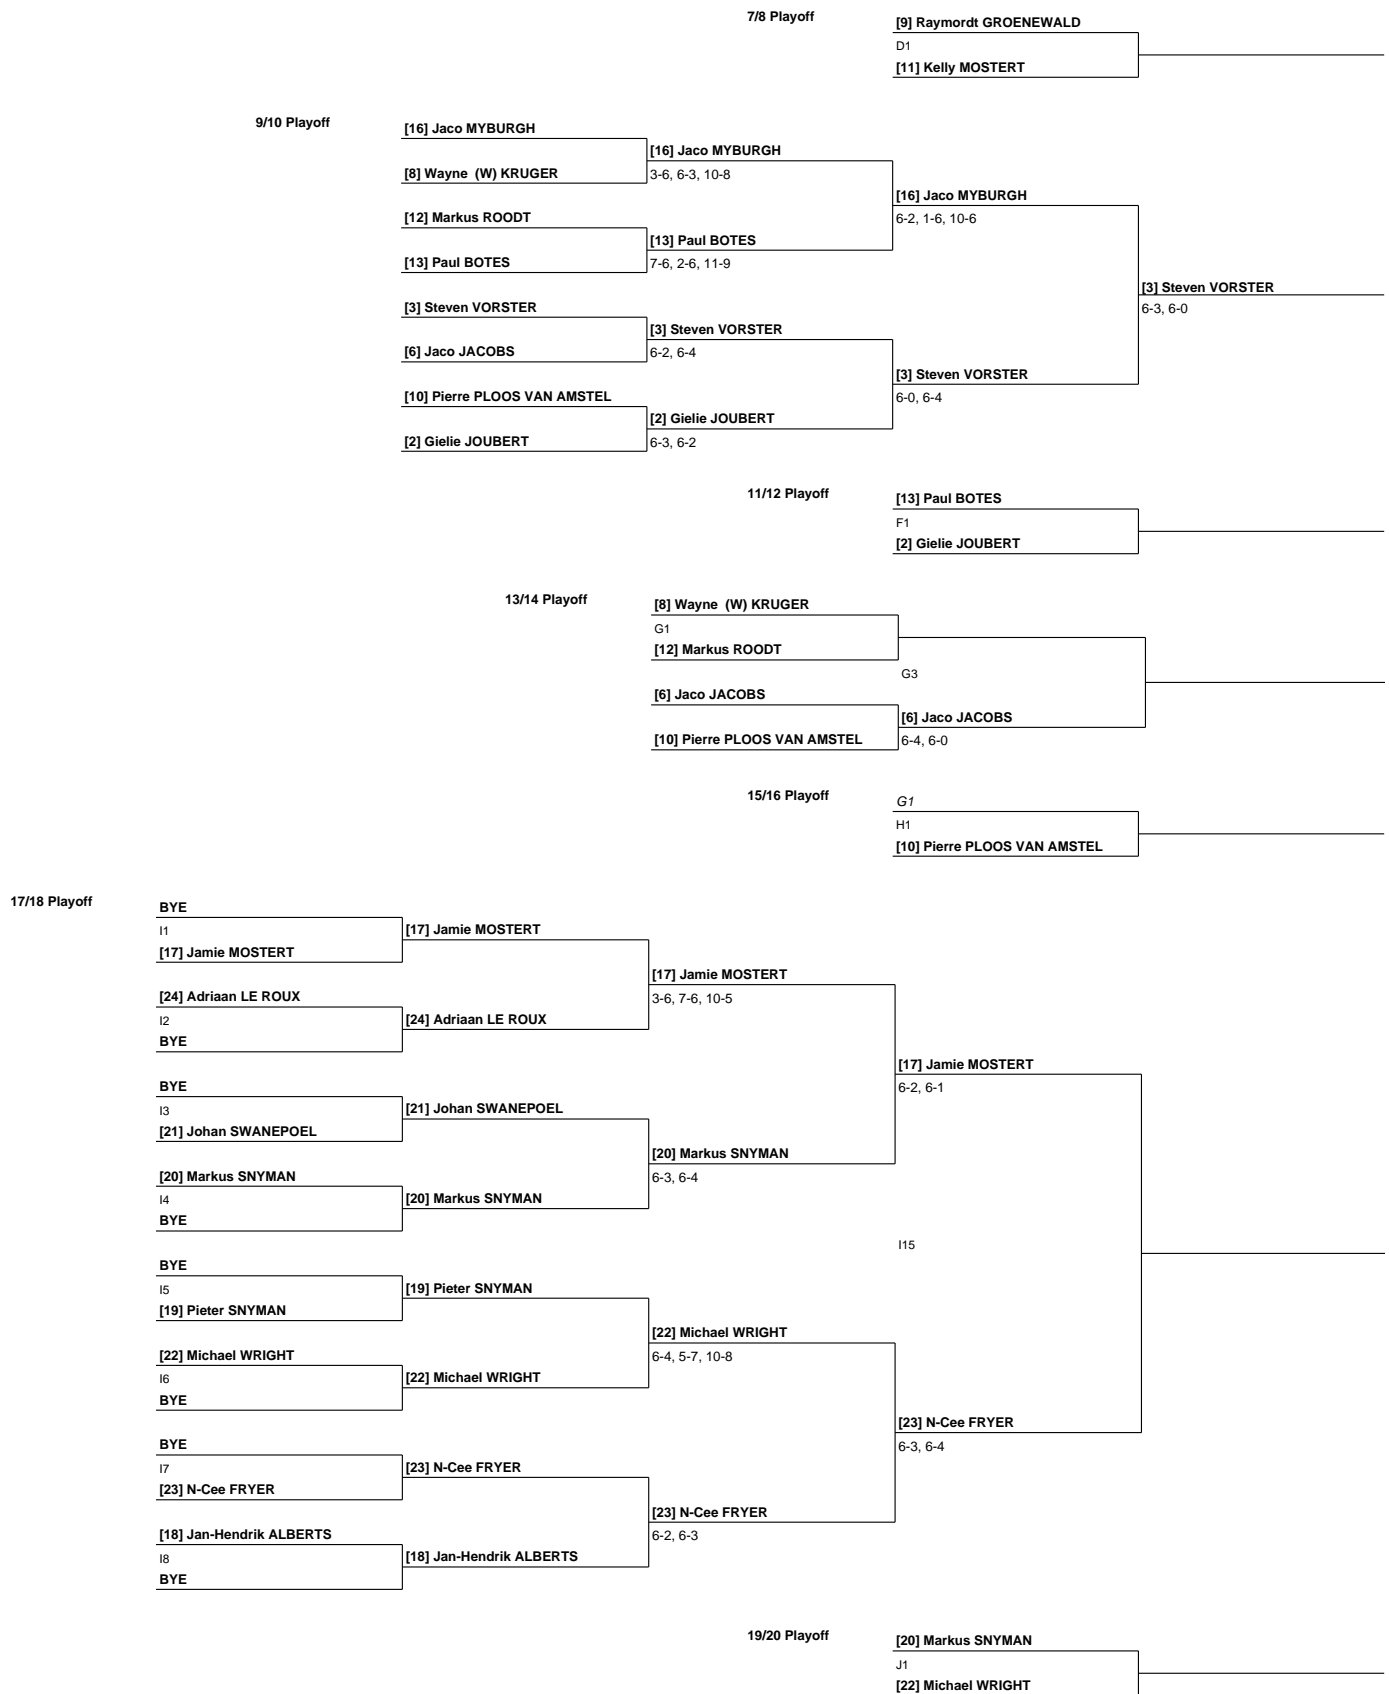 7/8 Playoff
[9] Raymordt GROENEWALD
D1
[11] Kelly MOSTERT
9/10 Playoff
[16] Jaco MYBURGH
[16] Jaco MYBURGH
[8] Wayne  (W) KRUGER
3-6, 6-3, 10-8
[16] Jaco MYBURGH
[12] Markus ROODT
6-2, 1-6, 10-6
[13] Paul BOTES
[13] Paul BOTES
7-6, 2-6, 11-9
[3] Steven VORSTER
[3] Steven VORSTER
6-3, 6-0
[3] Steven VORSTER
[6] Jaco JACOBS
6-2, 6-4
[3] Steven VORSTER
[10] Pierre PLOOS VAN AMSTEL
6-0, 6-4
[2] Gielie JOUBERT
[2] Gielie JOUBERT
6-3, 6-2
11/12 Playoff
[13] Paul BOTES
F1
[2] Gielie JOUBERT
13/14 Playoff
[8] Wayne  (W) KRUGER
G1
[12] Markus ROODT
G3
[6] Jaco JACOBS
[6] Jaco JACOBS
[10] Pierre PLOOS VAN AMSTEL
6-4, 6-0
15/16 Playoff
G1
H1
[10] Pierre PLOOS VAN AMSTEL
17/18 Playoff
BYE
I1
[17] Jamie MOSTERT
[17] Jamie MOSTERT
[17] Jamie MOSTERT
[24] Adriaan LE ROUX
3-6, 7-6, 10-5
I2
[24] Adriaan LE ROUX
BYE
[17] Jamie MOSTERT
BYE
6-2, 6-1
I3
[21] Johan SWANEPOEL
[21] Johan SWANEPOEL
[20] Markus SNYMAN
[20] Markus SNYMAN
6-3, 6-4
I4
[20] Markus SNYMAN
BYE
I15
BYE
I5
[19] Pieter SNYMAN
[19] Pieter SNYMAN
[22] Michael WRIGHT
[22] Michael WRIGHT
6-4, 5-7, 10-8
I6
[22] Michael WRIGHT
BYE
[23] N-Cee FRYER
BYE
6-3, 6-4
I7
[23] N-Cee FRYER
[23] N-Cee FRYER
[23] N-Cee FRYER
[18] Jan-Hendrik ALBERTS
6-2, 6-3
I8
[18] Jan-Hendrik ALBERTS
BYE
19/20 Playoff
[20] Markus SNYMAN
J1
[22] Michael WRIGHT